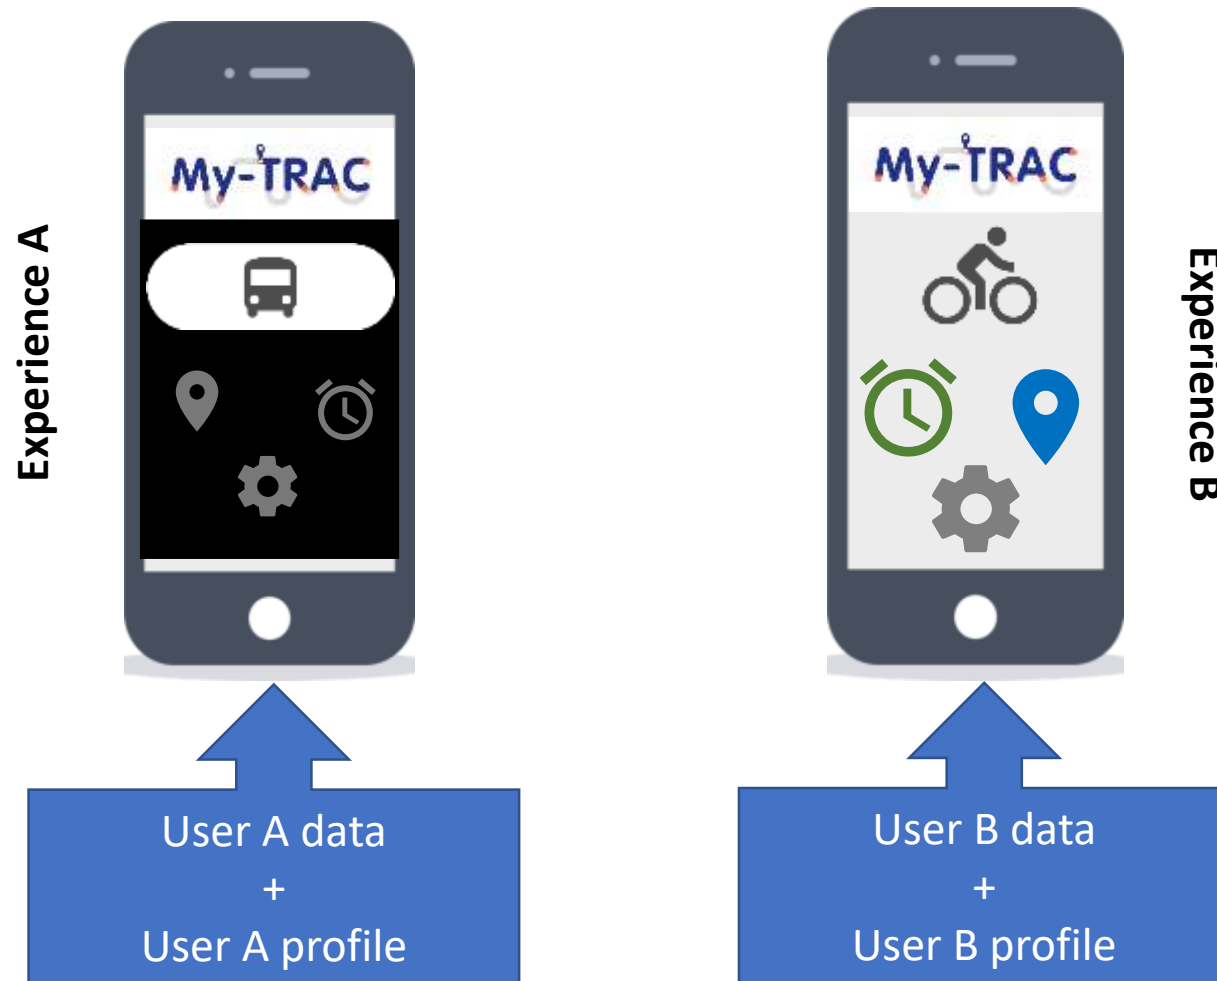 Experience A
My-TRAC
User A data
+
User A profile
My-TRAC
Experience B
User B data
+
User B profile